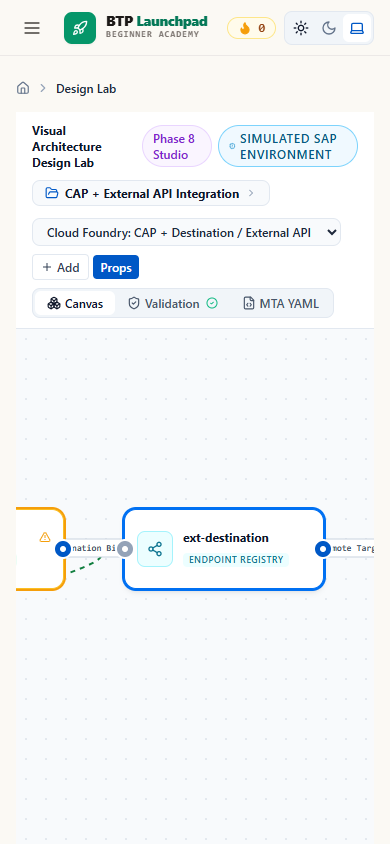 BTP Launchpad
BEGINNER ACADEMY
0
Design Lab
Visual
Architecture
Design Lab
Phase 8
Studio
SIMULATED SAP
ENVIRONMENT
CAP + External API Integration
Cloud Foundry: CAP + Destination / External API
+ Add
Props
Canvas
Validation
MTA YAML
nation Bi
ext-destination
ENDPOINT REGISTRY
mote Targ